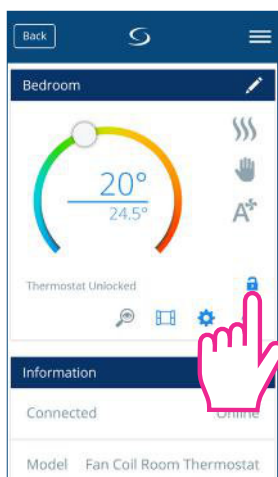 Back
Bedroom
20°
24.5°
A
Thermostat Unlocked
Information
Connected Online
Model Fan Coil Room Thermostat